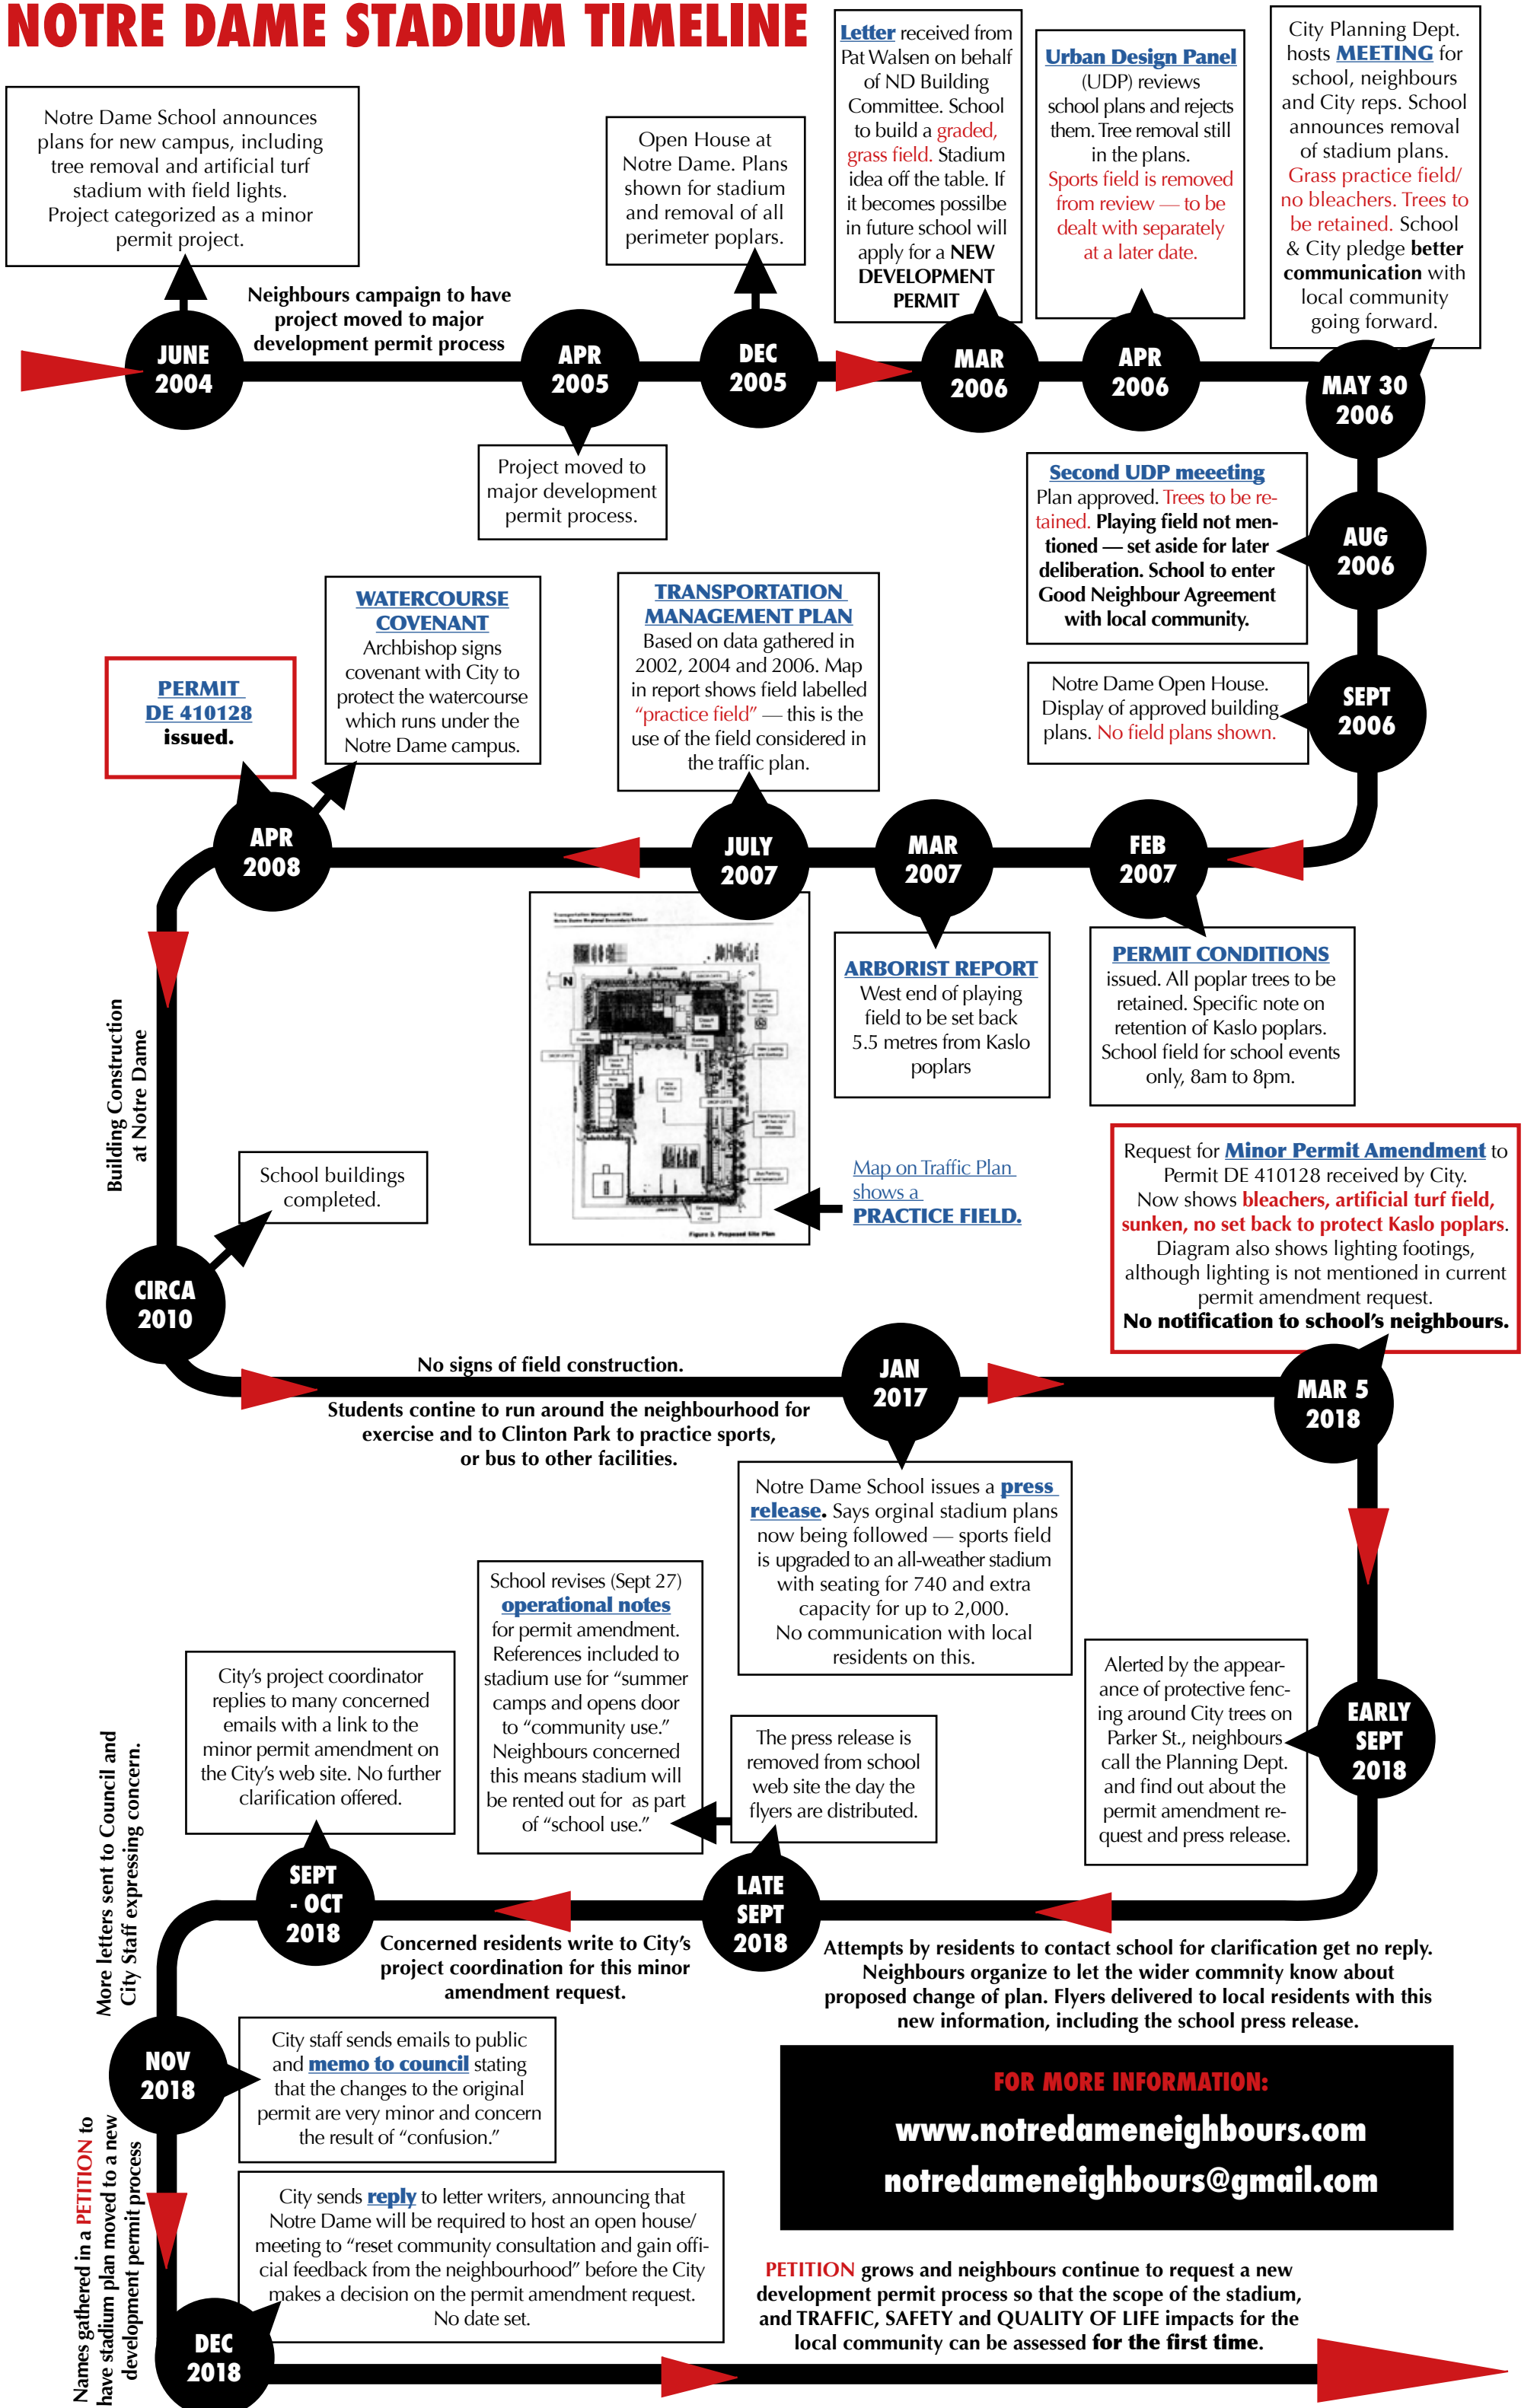 NOTRE DAME STADIUM TIMELINE
Notre Dame School announces
plans for new campus, including
tree removal and artificial turf
stadium with field lights.
Project categorized as a minor
permit project.
JUNE
2004
Neighbours campaign to have
project moved to major
development permit process
APR
2005
Project moved to
major development
permit process.
Open House at
Notre Dame. Plans
shown for stadium
and removal of all
perimeter poplars.
DEC
2005
Letter received from
Pat Walsen on behalf
of ND Building
Committee. School
to build a graded,
grass field. Stadium
idea off the table. If
it becomes possilbe
in future school will
apply for a NEW
DEVELOPMENT
PERMIT
MAR
2006
Urban Design Panel
(UDP) reviews
school plans and rejects
them. Tree removal still
in the plans.
Sports field is removed
from review — to be
dealt with separately
at a later date.
APR
2006
City Planning Dept.
hosts MEETING for
school, neighbours
and City reps. School
announces removal
of stadium plans.
Grass practice field/
no bleachers. Trees to
be retained. School
& City pledge better
communication with
local community
going forward.
MAY 30
2006
Second UDP meeeting
Plan approved. Trees to be re-
tained. Playing field not men-
tioned — set aside for later
deliberation. School to enter
Good Neighbour Agreement
with local community.
AUG
2006
Notre Dame Open House.
Display of approved building
plans. No field plans shown.
SEPT
2006
FEB
2007
PERMIT CONDITIONS
issued. All poplar trees to be
retained. Specific note on
retention of Kaslo poplars.
School field for school events
only, 8am to 8pm.
MAR
2007
ARBORIST REPORT
West end of playing
field to be set back
5.5 metres from Kaslo
poplars
TRANSPORTATION
MANAGEMENT PLAN
Based on data gathered in
2002, 2004 and 2006. Map
in report shows field labelled
“practice field” — this is the
use of the field considered in
the traffic plan.
JULY
2007
Transportation Management Plan
Notre Dame Regional Secondary School
N
Figure 3. Proposed Site Plan
Map on Traffic Plan
shows a
PRACTICE FIELD.
WATERCOURSE
COVENANT
Archbishop signs
covenant with City to
protect the watercourse
which runs under the
Notre Dame campus.
PERMIT
DE 410128
issued.
APR
2008
Building Construction
at Notre Dame
School buildings
completed.
CIRCA
2010
No signs of field construction.
Students contine to run around the neighbourhood for
exercise and to Clinton Park to practice sports,
or bus to other facilities.
JAN
2017
Notre Dame School issues a press
release. Says orginal stadium plans
now being followed — sports field
is upgraded to an all-weather stadium
with seating for 740 and extra
capacity for up to 2,000.
No communication with local
residents on this.
Request for Minor Permit Amendment to
Permit DE 410128 received by City.
Now shows bleachers, artificial turf field,
sunken, no set back to protect Kaslo poplars.
Diagram also shows lighting footings,
although lighting is not mentioned in current
permit amendment request.
No notification to school’s neighbours.
MAR 5
2018
Alerted by the appear-
ance of protective fenc-
ing around City trees on
Parker St., neighbours
call the Planning Dept.
and find out about the
permit amendment re-
quest and press release.
EARLY
SEPT
2018
Attempts by residents to contact school for clarification get no reply.
Neighbours organize to let the wider commnity know about
proposed change of plan. Flyers delivered to local residents with this
new information, including the school press release.
The press release is
removed from school
web site the day the
flyers are distributed.
LATE
SEPT
2018
School revises (Sept 27)
operational notes
for permit amendment.
References included to
stadium use for “summer
camps and opens door
to “community use.”
Neighbours concerned
this means stadium will
be rented out for as part
of “school use.”
Concerned residents write to City’s
project coordination for this minor
amendment request.
City’s project coordinator
replies to many concerned
emails with a link to the
minor permit amendment on
the City’s web site. No further
clarification offered.
SEPT
- OCT
2018
More letters sent to Council and
City Staff expressing concern.
NOV
2018
City staff sends emails to public
and memo to council stating
that the changes to the original
permit are very minor and concern
the result of “confusion.”
Names gathered in a PETITION to
have stadium plan moved to a new
development permit process
City sends reply to letter writers, announcing that
Notre Dame will be required to host an open house/
meeting to “reset community consultation and gain offi-
cial feedback from the neighbourhood” before the City
makes a decision on the permit amendment request.
No date set.
DEC
2018
FOR MORE INFORMATION:
www.notredameneighbours.com
notredameneighbours@gmail.com
PETITION grows and neighbours continue to request a new
development permit process so that the scope of the stadium,
and TRAFFIC, SAFETY and QUALITY OF LIFE impacts for the
local community can be assessed for the first time.